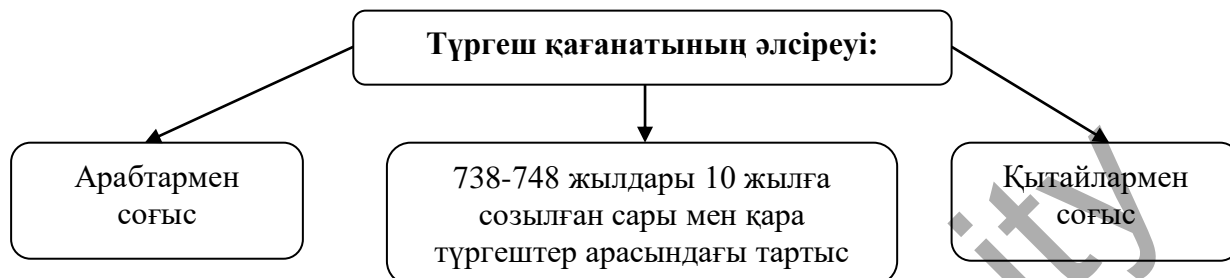 Түргеш қағанатының әлсіреуі:
Арабтармен
соғыс
738-748 жылдары 10 жылға
созылған сары мен қара
түргештер арасындағы тартыс
Қытайлармен
соғыс
ity